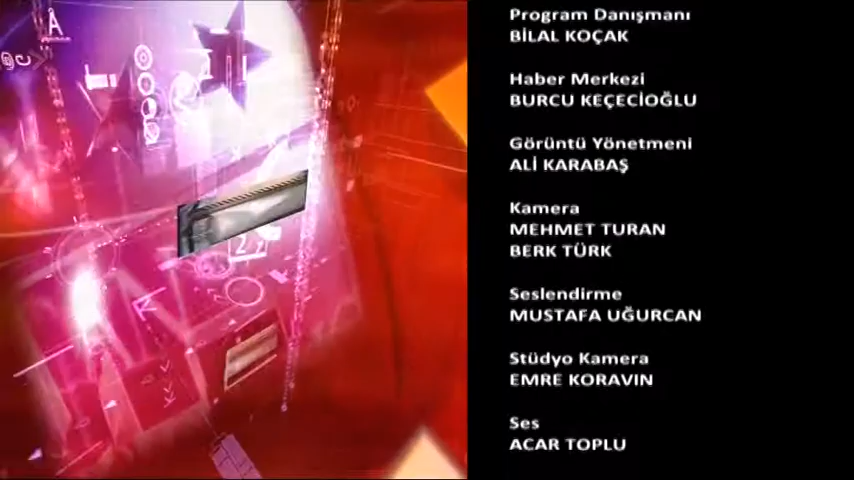 Program Danışmanı
BİLAL KOÇAK
Haber Merkezi
BURCU KEÇECİOĞLU
Görüntü Yönetmeni
ALİ KARABAŞ
Kamera
MEHMET TURAN
BERK TÜRK
Seslendirme
MUSTAFA UĞURCAN
Stüdyo Kamera
EMRE KORAVIN
Ses
ACAR TOPLU